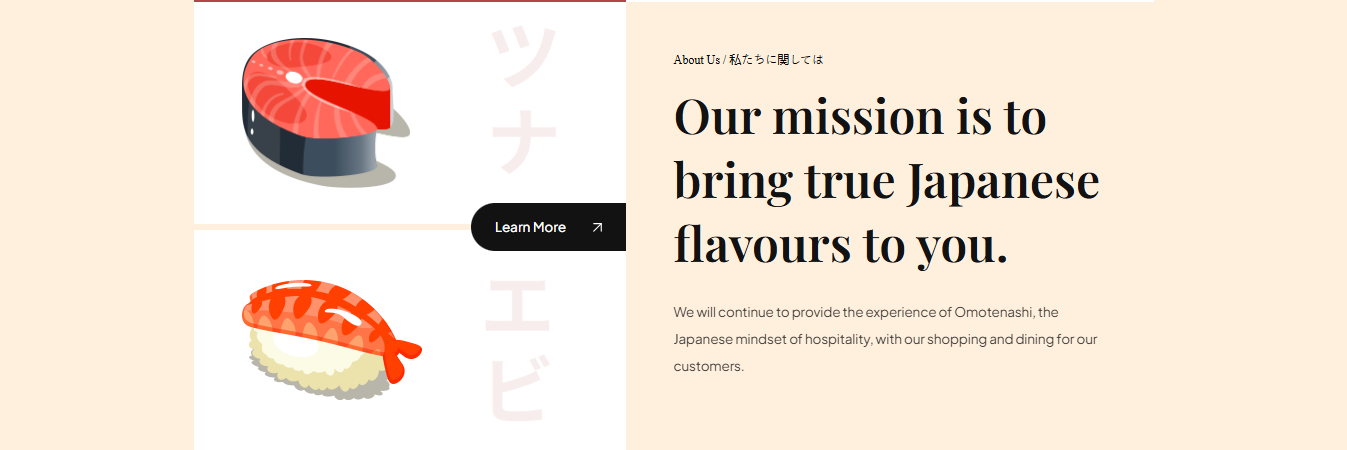 ツ
ナ
Learn More
エ
ビ
About Us / 私たちに関しては
Our mission is to
bring true Japanese
flavours to you.
We will continue to provide the experience of Omotenashi, the
Japanese mindset of hospitality, with our shopping and dining for our
customers.